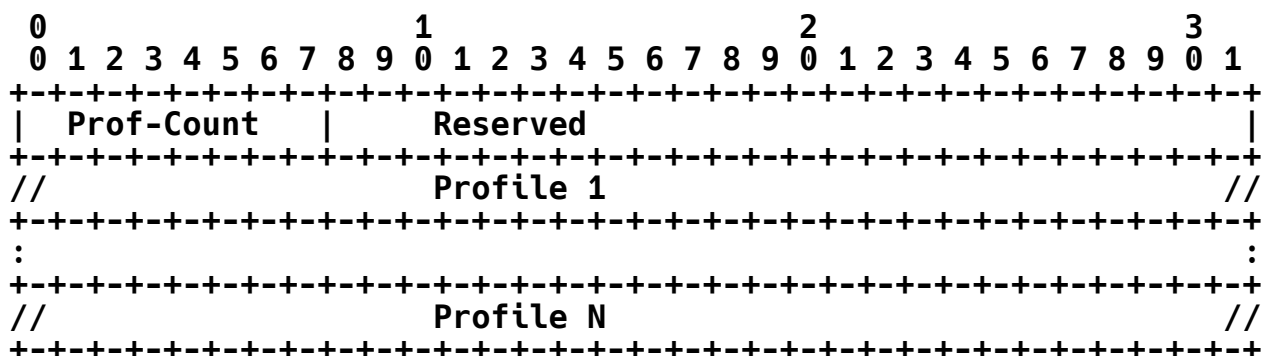 0                   1                   2                   3
 0 1 2 3 4 5 6 7 8 9 0 1 2 3 4 5 6 7 8 9 0 1 2 3 4 5 6 7 8 9 0 1
+-+-+-+-+-+-+-+-+-+-+-+-+-+-+-+-+-+-+-+-+-+-+-+-+-+-+-+-+-+-+-+-+
|  Prof-Count   |     Reserved                                  |
+-+-+-+-+-+-+-+-+-+-+-+-+-+-+-+-+-+-+-+-+-+-+-+-+-+-+-+-+-+-+-+-+
//                    Profile 1                                //
+-+-+-+-+-+-+-+-+-+-+-+-+-+-+-+-+-+-+-+-+-+-+-+-+-+-+-+-+-+-+-+-+
:                                                               :
+-+-+-+-+-+-+-+-+-+-+-+-+-+-+-+-+-+-+-+-+-+-+-+-+-+-+-+-+-+-+-+-+
//                    Profile N                                //
+-+-+-+-+-+-+-+-+-+-+-+-+-+-+-+-+-+-+-+-+-+-+-+-+-+-+-+-+-+-+-+-+